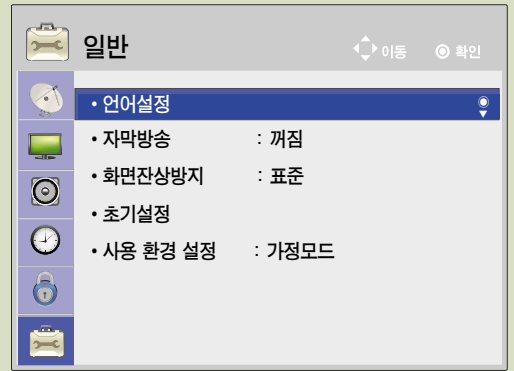 일반 이동 확인
• 언어설정
• 자막방송 : 꺼짐
• 화면잔상방지 : 표준
• 초기설정
• 사용 환경 설정 : 가정모드